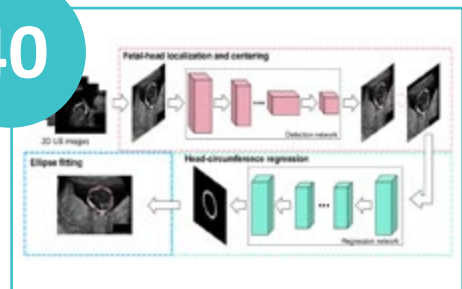 40
Fetal-head localization and centering
Detection network
2D US images
Ellipse fitting
Head-circumference regression
Regression network